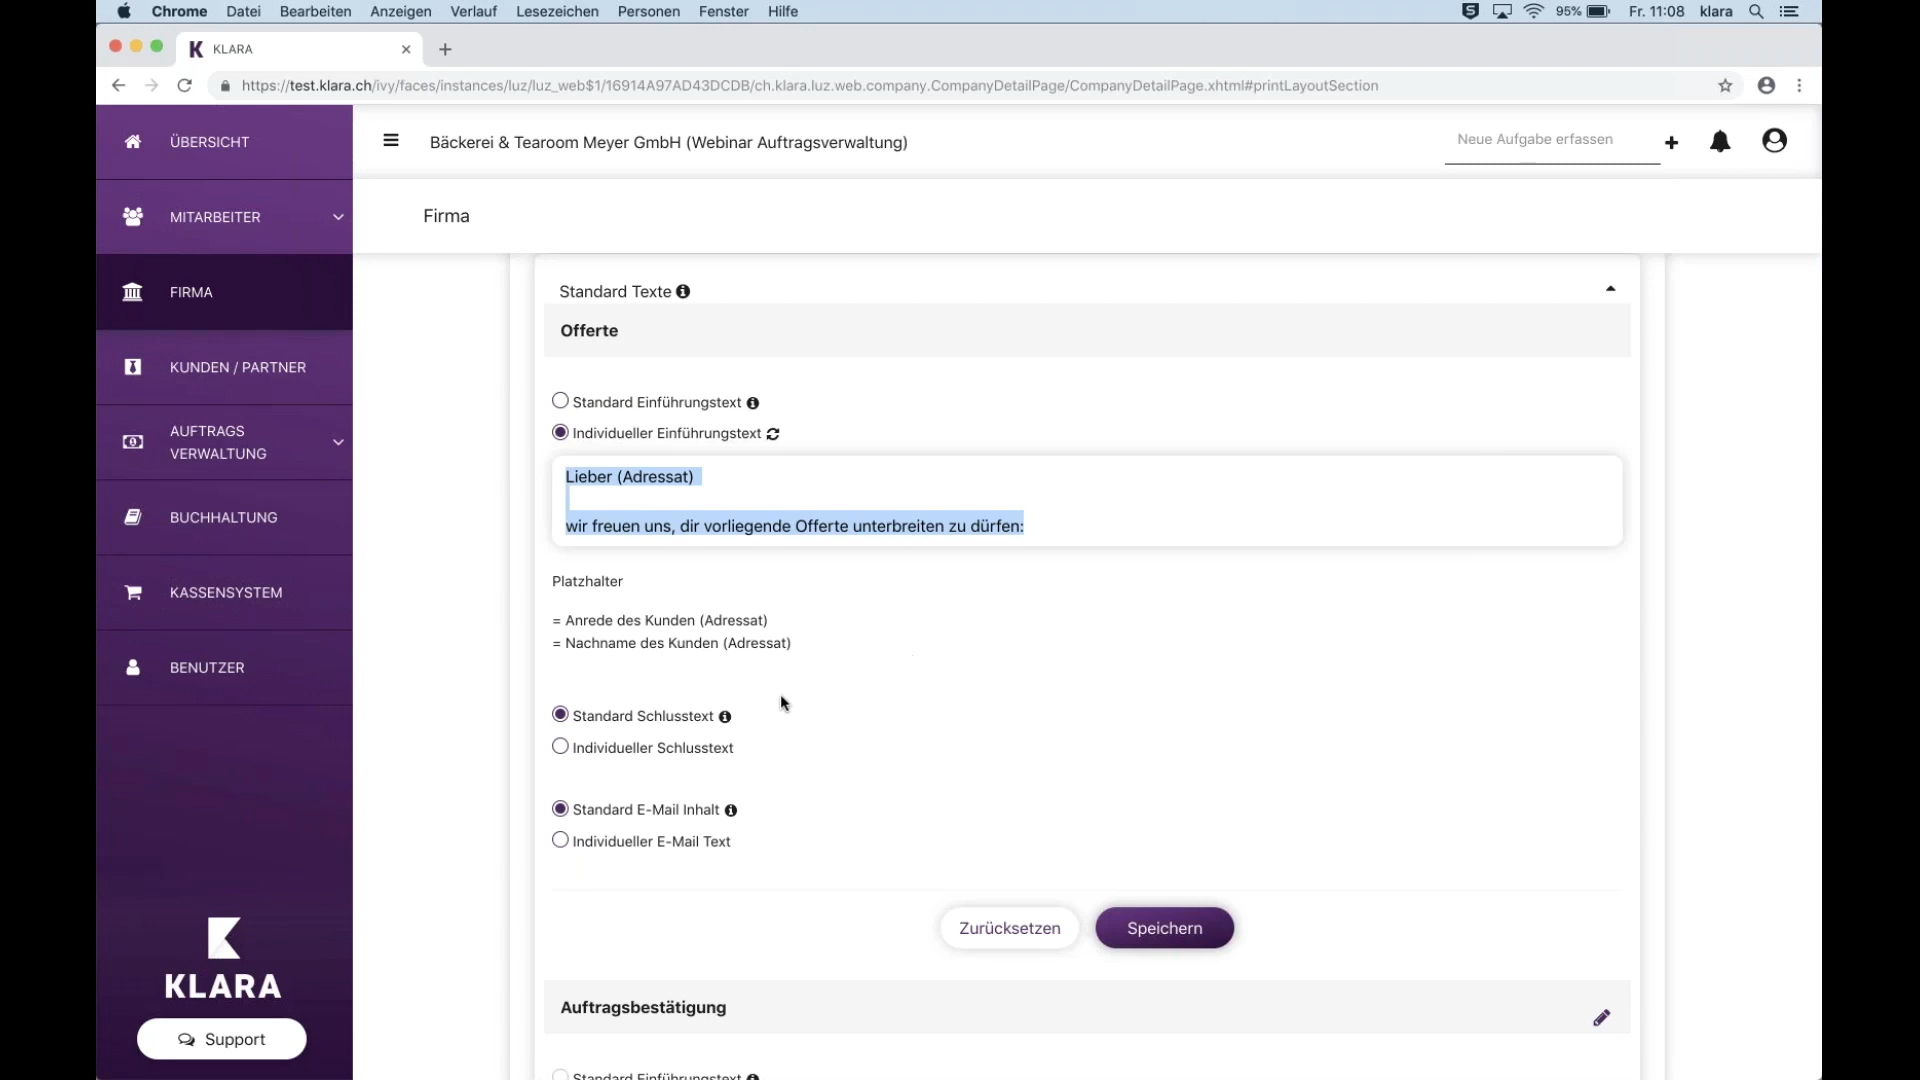 Chrome Datei Bearbeiten Anzeigen Verlauf Lesezeichen Personen Fenster Hilfe 95% Fr. 11:08 klara
KLARA
https://test.klara.ch/ivy/faces/instances/luz/luz_web$1/16914A97AD43DCDB/ch.klara.luz.web.company.CompanyDetailPage/CompanyDetailPage.xhtml#printLayoutSection
ÜBERSICHT
MITARBEITER
FIRMA
KUNDEN / PARTNER
AUFTRAGS
VERWALTUNG
BUCHHALTUNG
KASSENSYSTEM
BENUTZER
KLARA
Support
Bäckerei & Tearoom Meyer GmbH (Webinar Auftragsverwaltung)
Neue Aufgabe erfassen
Firma
Standard Texte
Offerte
Standard Einführungstext
Individueller Einführungstext
Lieber (Adressat)
wir freuen uns, dir vorliegende Offerte unterbreiten zu dürfen:
Platzhalter
= Anrede des Kunden (Adressat)
= Nachname des Kunden (Adressat)
Standard Schlusstext
Individueller Schlusstext
Standard E-Mail Inhalt
Individueller E-Mail Text
Zurücksetzen
Speichern
Auftragsbestätigung
Standard Einführungstext